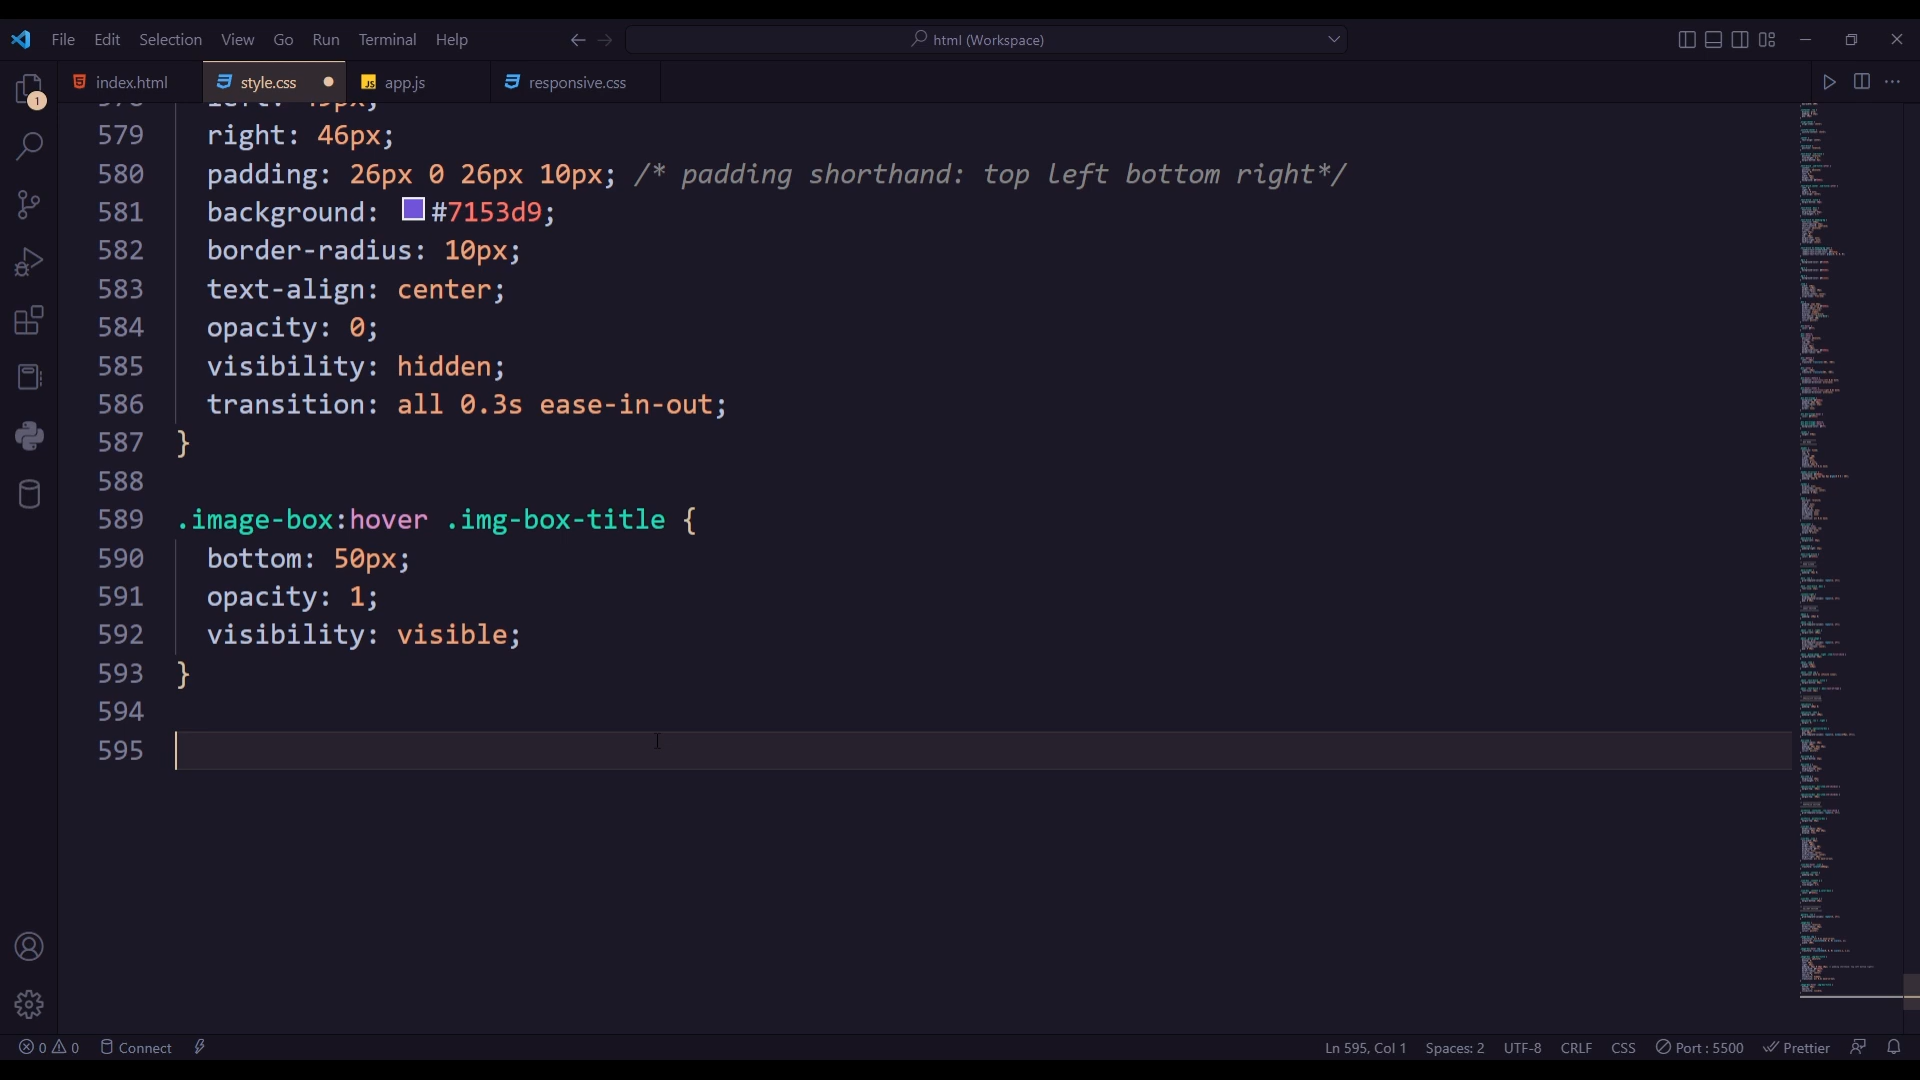 File Edit Selection View Go Run Terminal Help
html (Workspace)
index.html style.css app.js responsive.css
1
579 right: 46px;
580 padding: 26px 0 26px 10px; /* padding shorthand: top left bottom right*/
581 background: #7153d9;
582 border-radius: 10px;
583 text-align: center;
584 opacity: 0;
585 visibility: hidden;
586 transition: all 0.3s ease-in-out;
587 }
588
589 .image-box:hover .img-box-title {
590 bottom: 50px;
591 opacity: 1;
592 visibility: visible;
593 }
594
595
0 0 Connect Ln 595, Col 1 Spaces: 2 UTF-8 CRLF CSS Port : 5500 Prettier